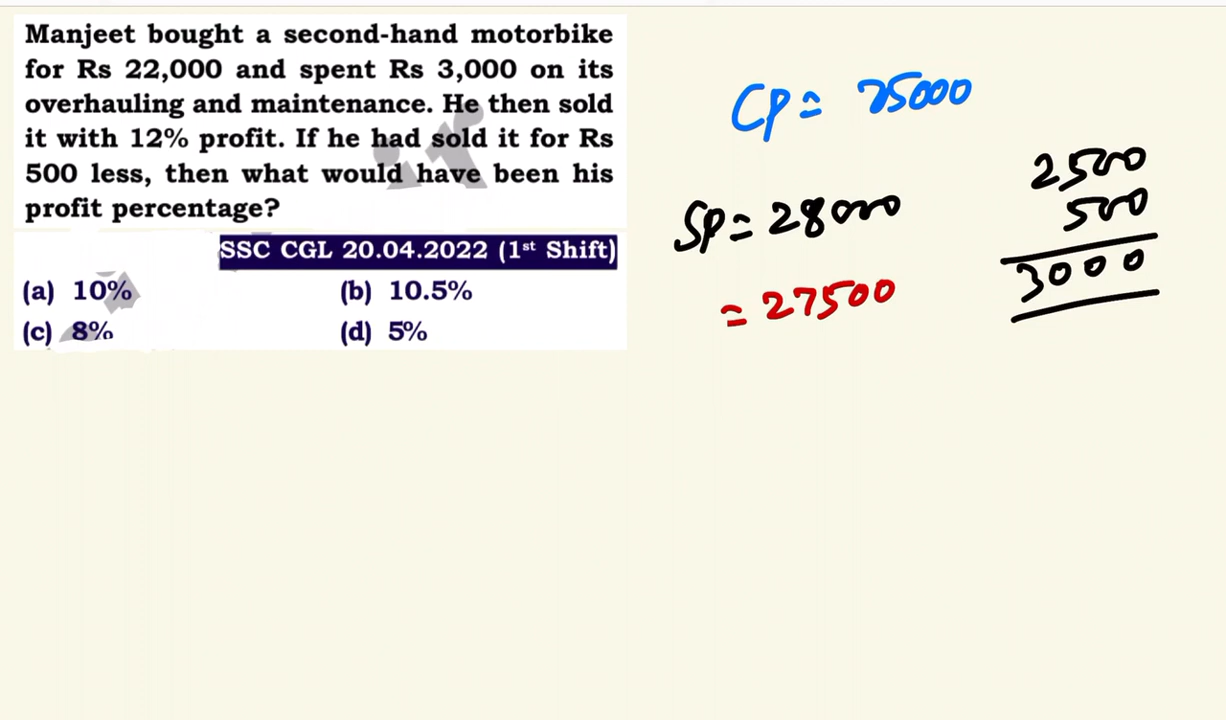 Manjeet bought a second-hand motorbike
for Rs 22,000 and spent Rs 3,000 on its
overhauling and maintenance. He then sold
it with 12% profit. If he had sold it for Rs
500 less, then what would have been his
profit percentage?
SSC CGL 20.04.2022 (1st Shift)
(a) 10% (b) 10.5%
(c) 8% (d) 5%
CP = 25000
SP = 28000
= 27500
2500
500
3000